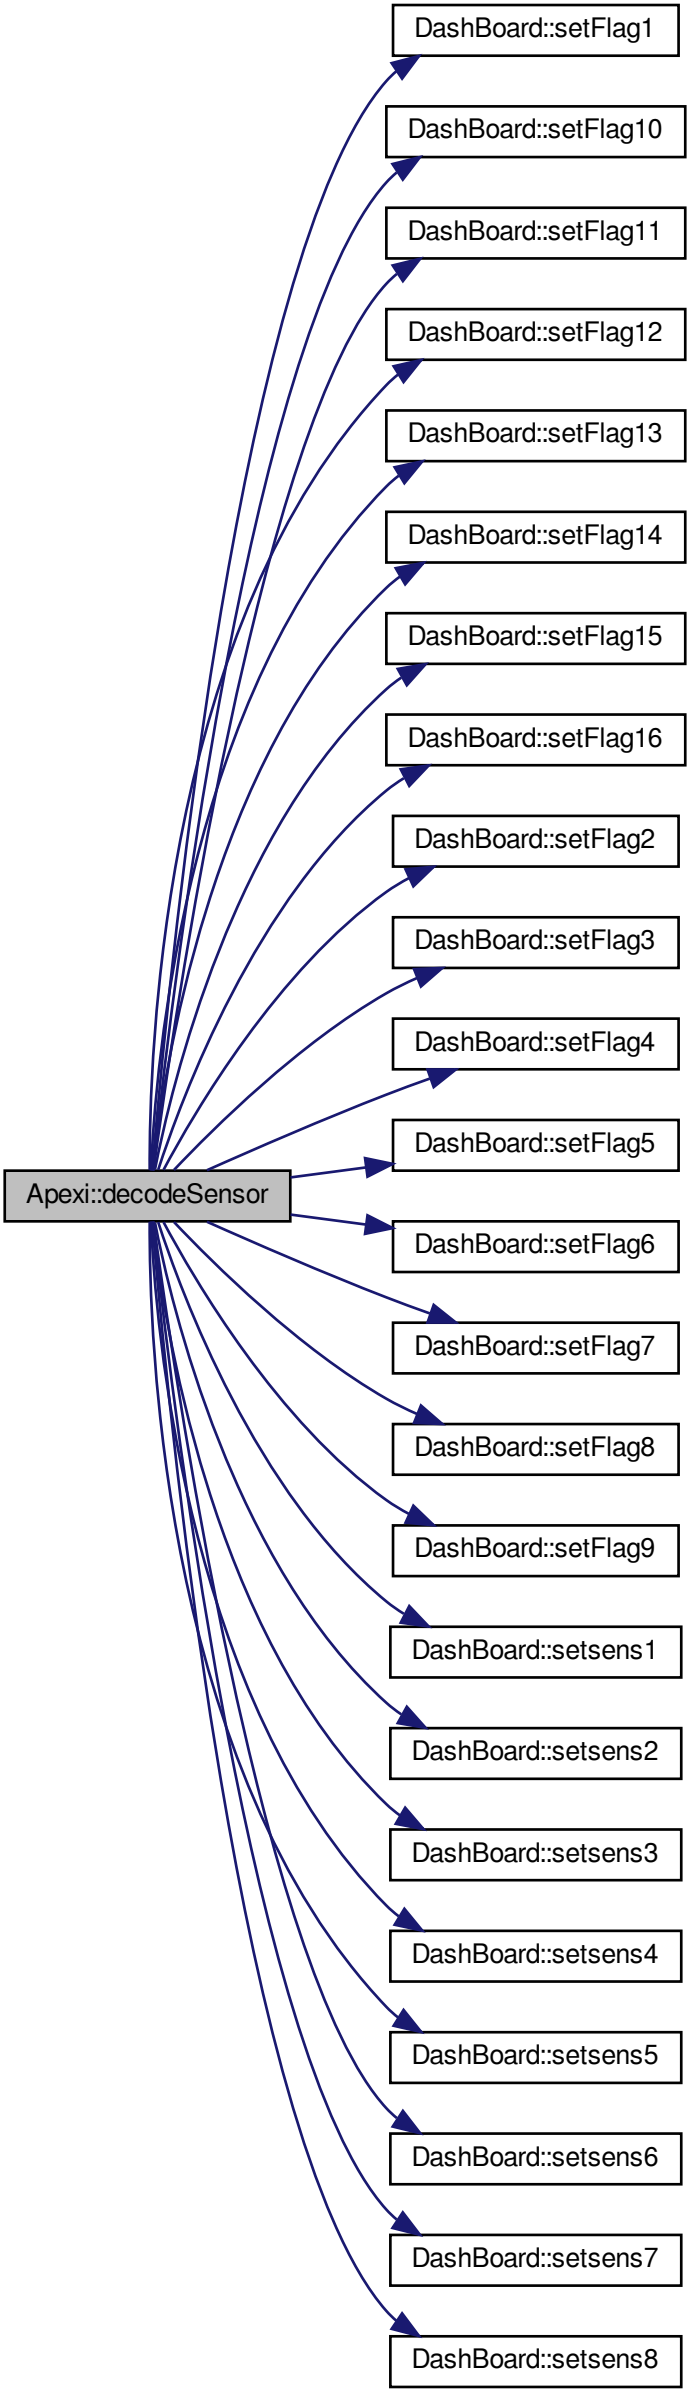 DashBoard::setFlag1
DashBoard::setFlag10
DashBoard::setFlag11
DashBoard::setFlag12
DashBoard::setFlag13
DashBoard::setFlag14
DashBoard::setFlag15
DashBoard::setFlag16
DashBoard::setFlag2
DashBoard::setFlag3
DashBoard::setFlag4
DashBoard::setFlag5
Apexi::decodeSensor
DashBoard::setFlag6
DashBoard::setFlag7
DashBoard::setFlag8
DashBoard::setFlag9
DashBoard::setsens1
DashBoard::setsens2
DashBoard::setsens3
DashBoard::setsens4
DashBoard::setsens5
DashBoard::setsens6
DashBoard::setsens7
DashBoard::setsens8